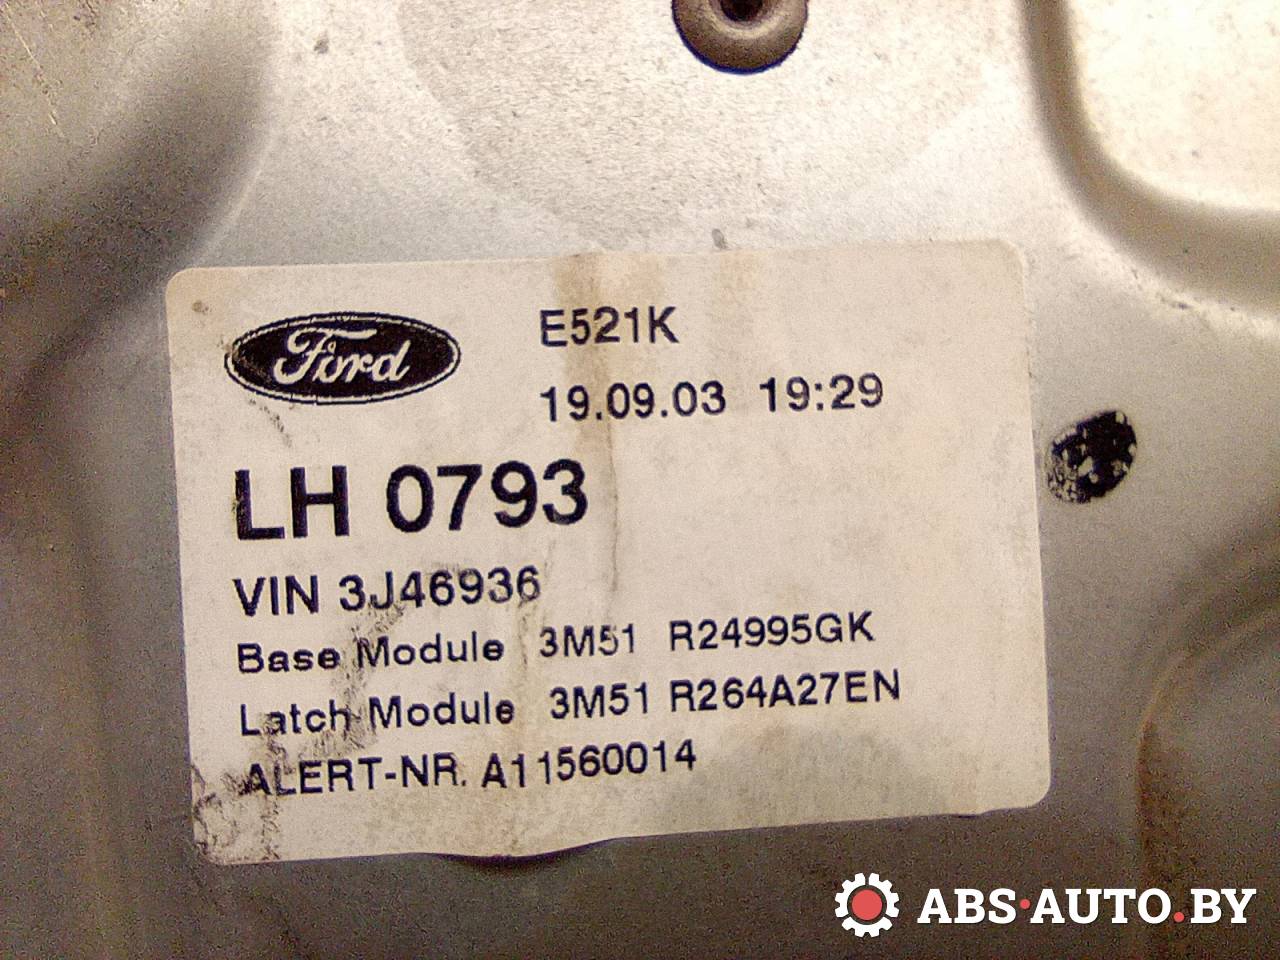 Ford
E521K
19.09.03 19:29
LH 0793
VIN 3J46936
Base Module 3M51 R24995GK
Latch Module 3M51 R264A27EN
ALERT-NR. A11560014
ABS·AUTO.BY